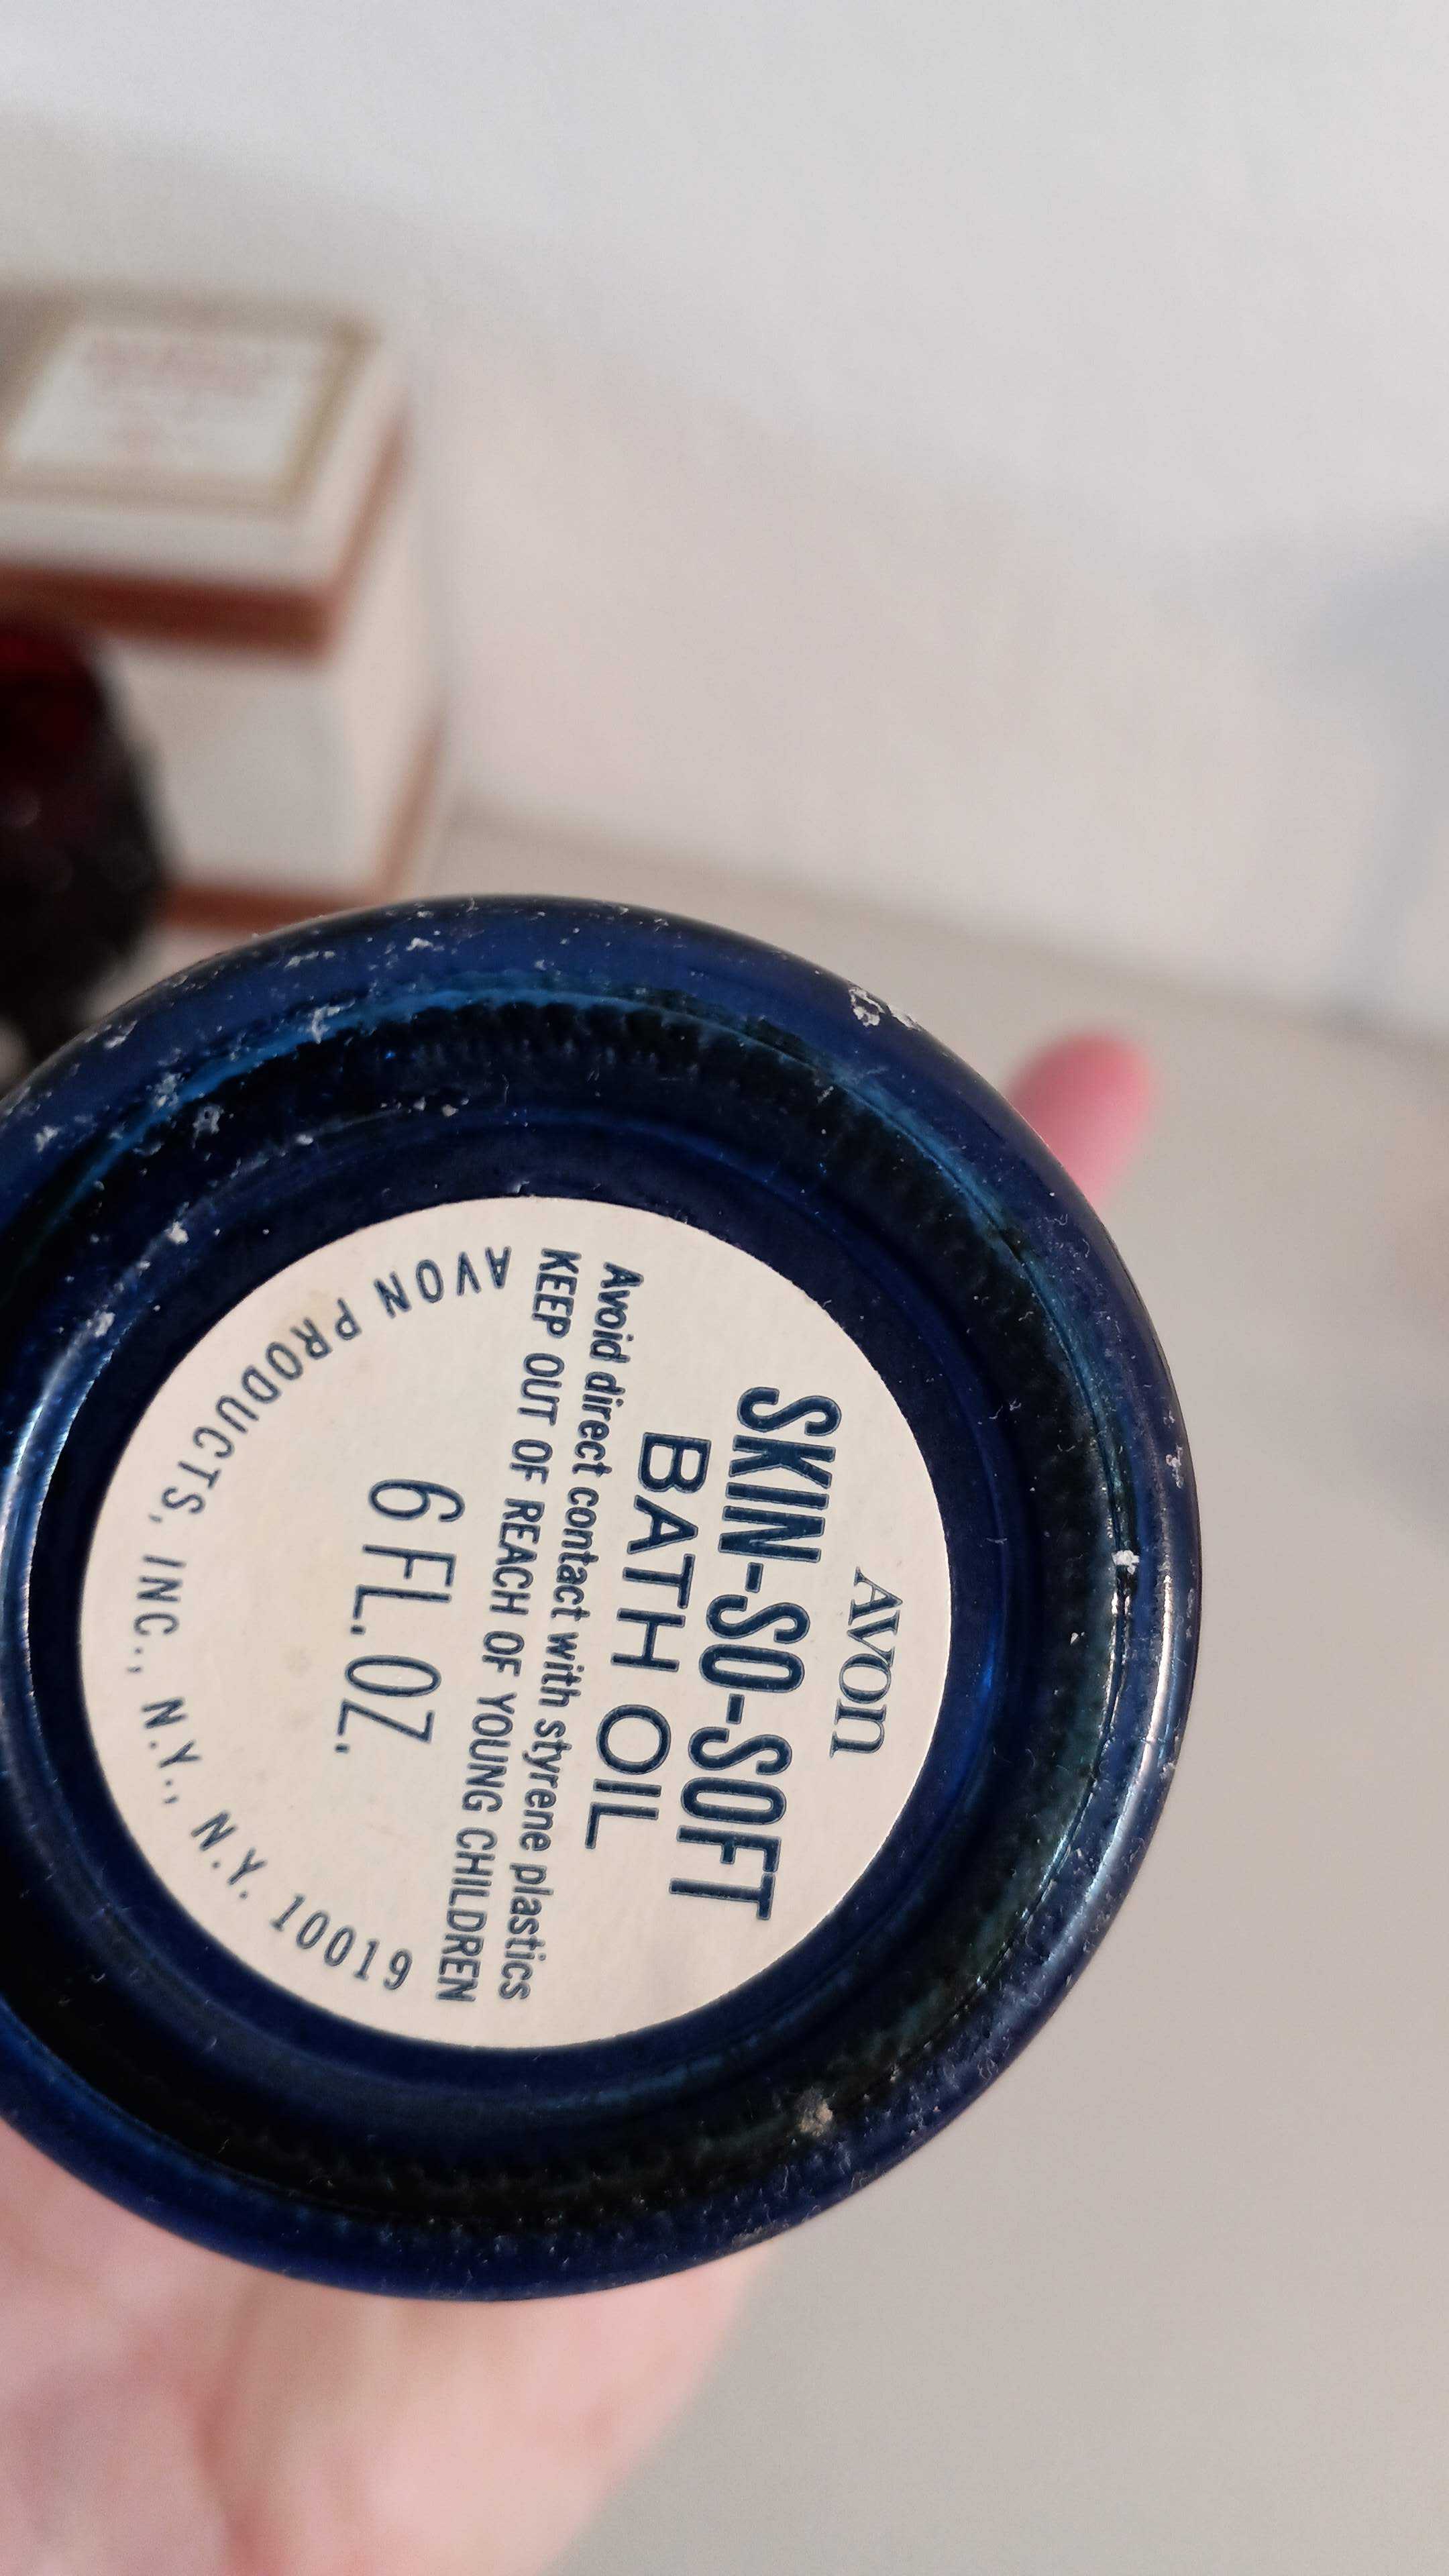 AVON
SKIN-SO-SOFT
BATH OIL
Avoid direct contact with styrene plastics
KEEP OUT OF REACH OF YOUNG CHILDREN
6 FL. OZ.
AVON PRODUCTS, INC., N.Y., N.Y. 10019